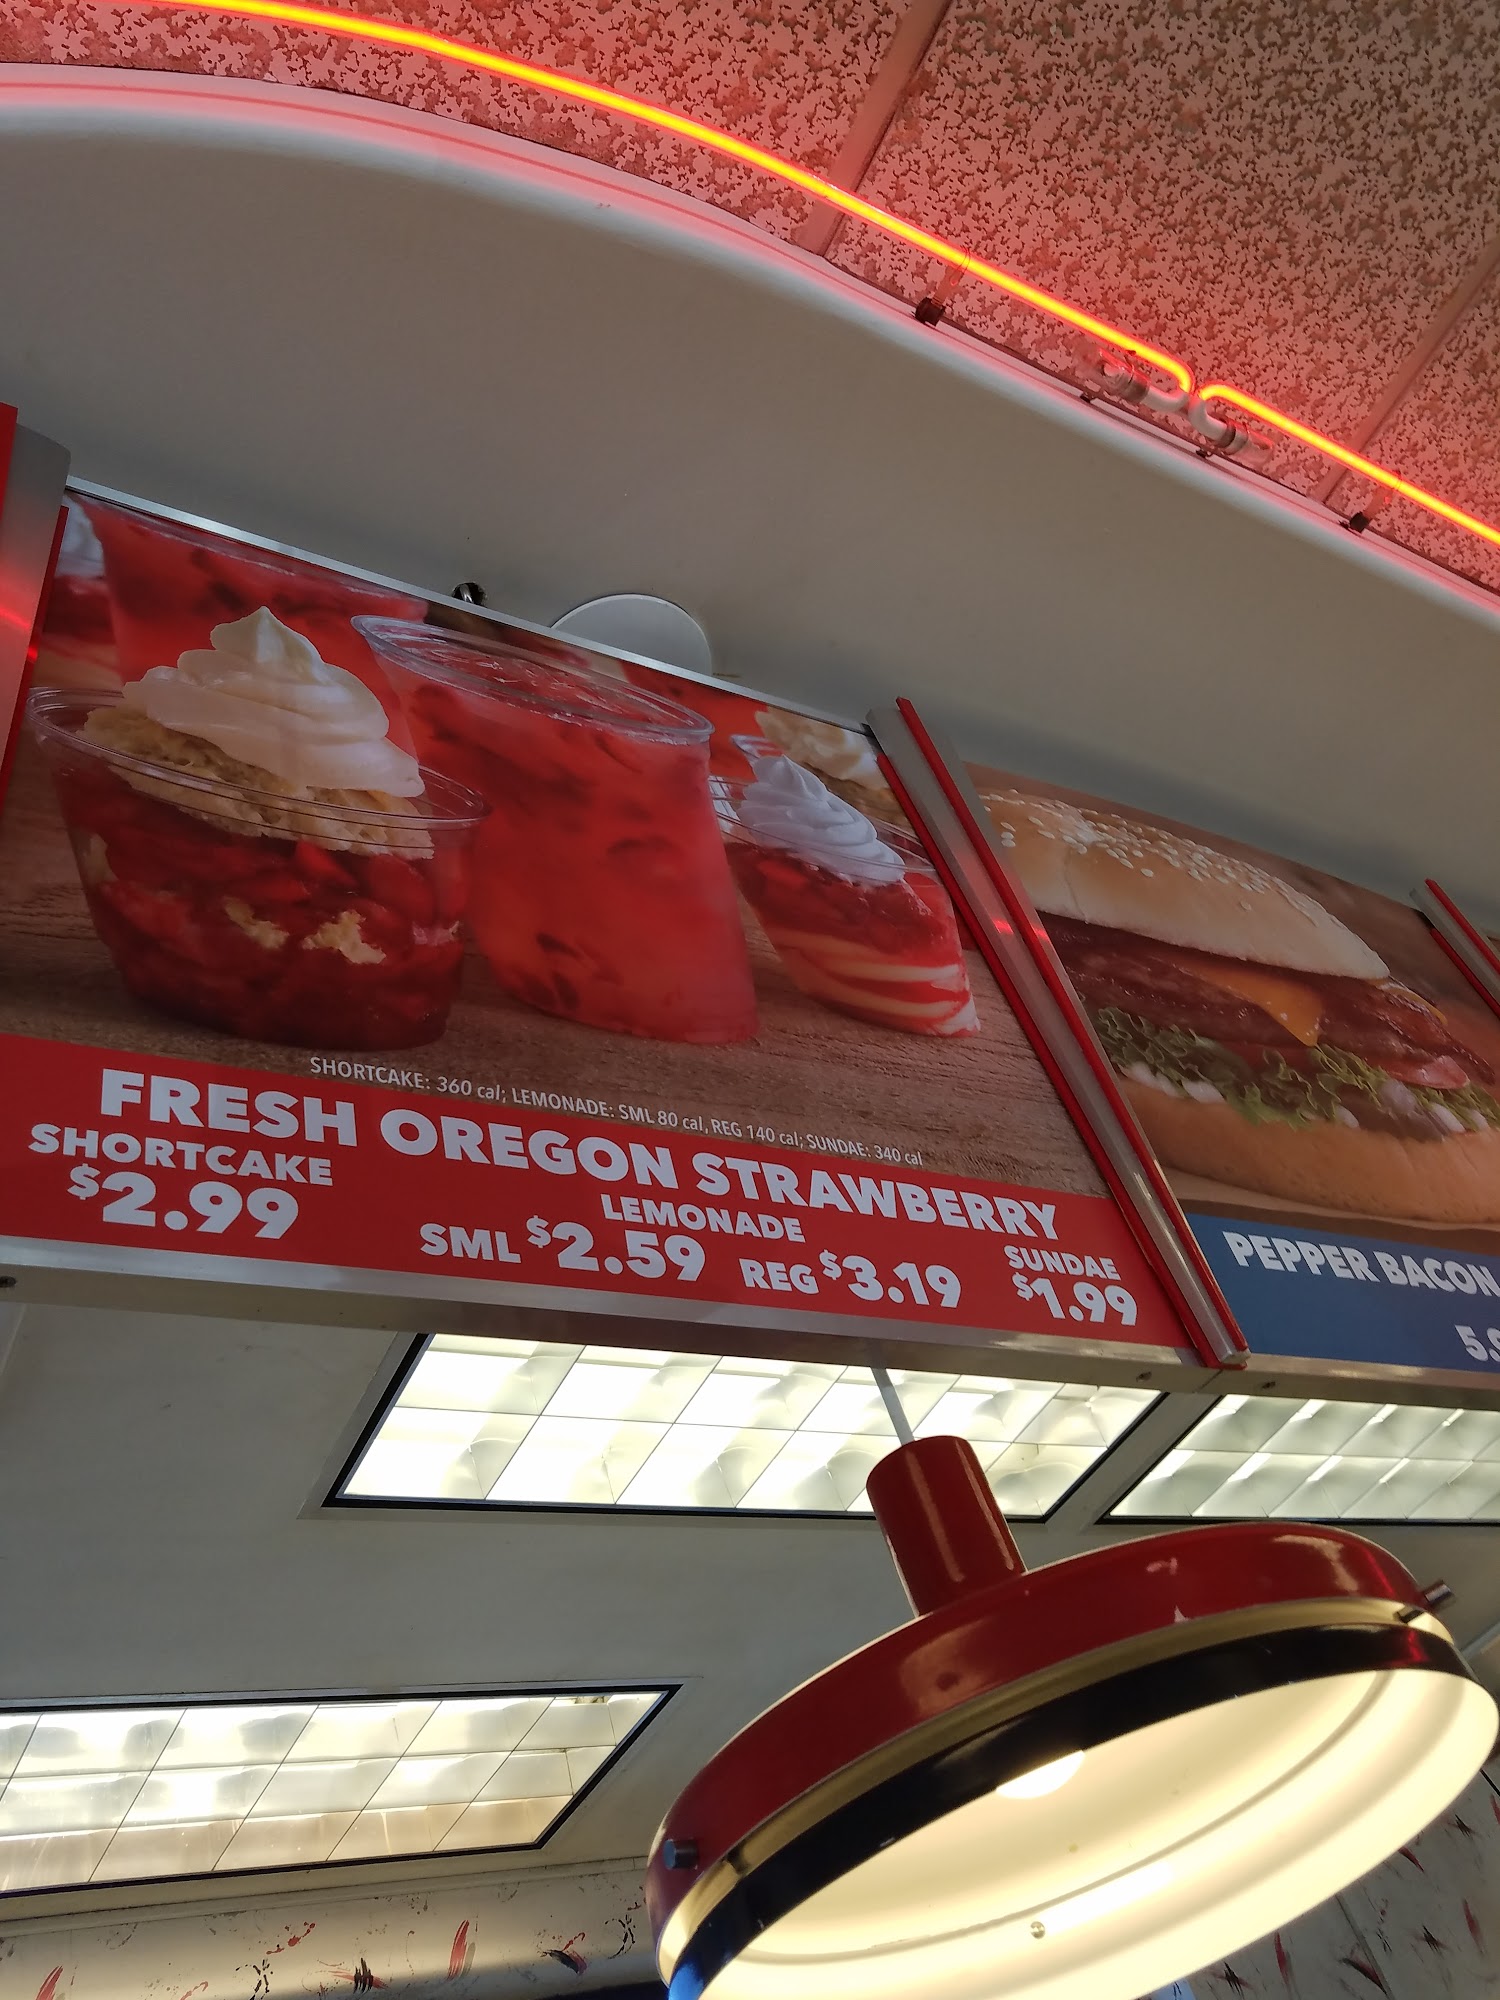 SHORTCAKE: 360 cal; LEMONADE: SML 80 cal, REG 140 cal; SUNDAE: 340 cal
FRESH OREGON STRAWBERRY
SHORTCAKE
$2.99
LEMONADE
SML $2.59 REG $3.19
SUNDAE
$1.99
PEPPER BACON